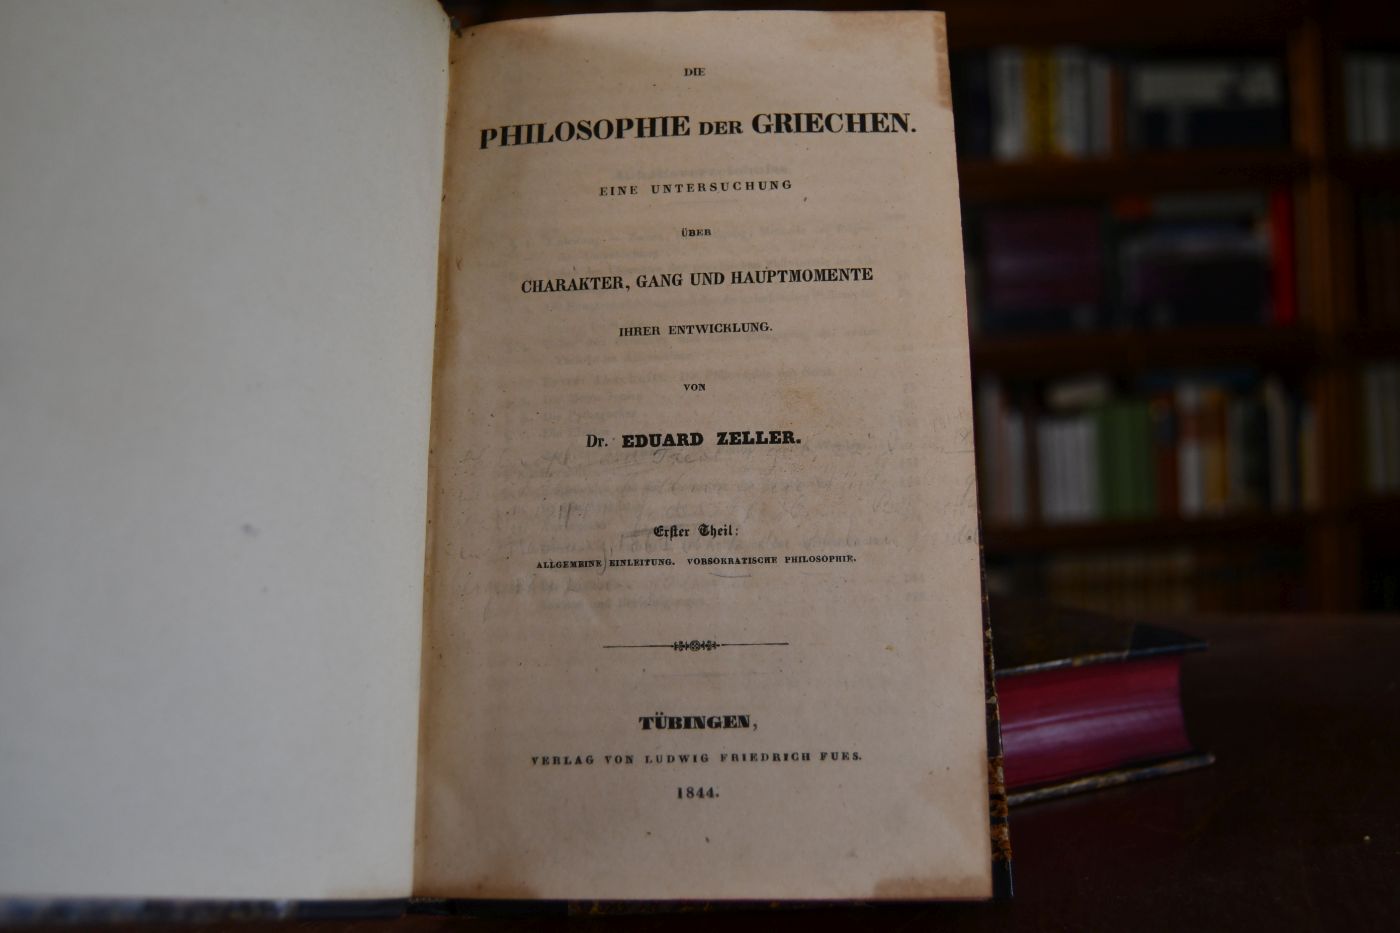 DIE
PHILOSOPHIE DER GRIECHEN.
EINE UNTERSUCHUNG
ÜBER
CHARAKTER, GANG UND HAUPTMOMENTE
IHRER ENTWICKLUNG.
VON
Dr. EDUARD ZELLER.
Erster Theil:
ALLGEMEINE EINLEITUNG. VORSOKRATISCHE PHILOSOPHIE.
TÜBINGEN,
VERLAG VON LUDWIG FRIEDRICH FUES.
1844.